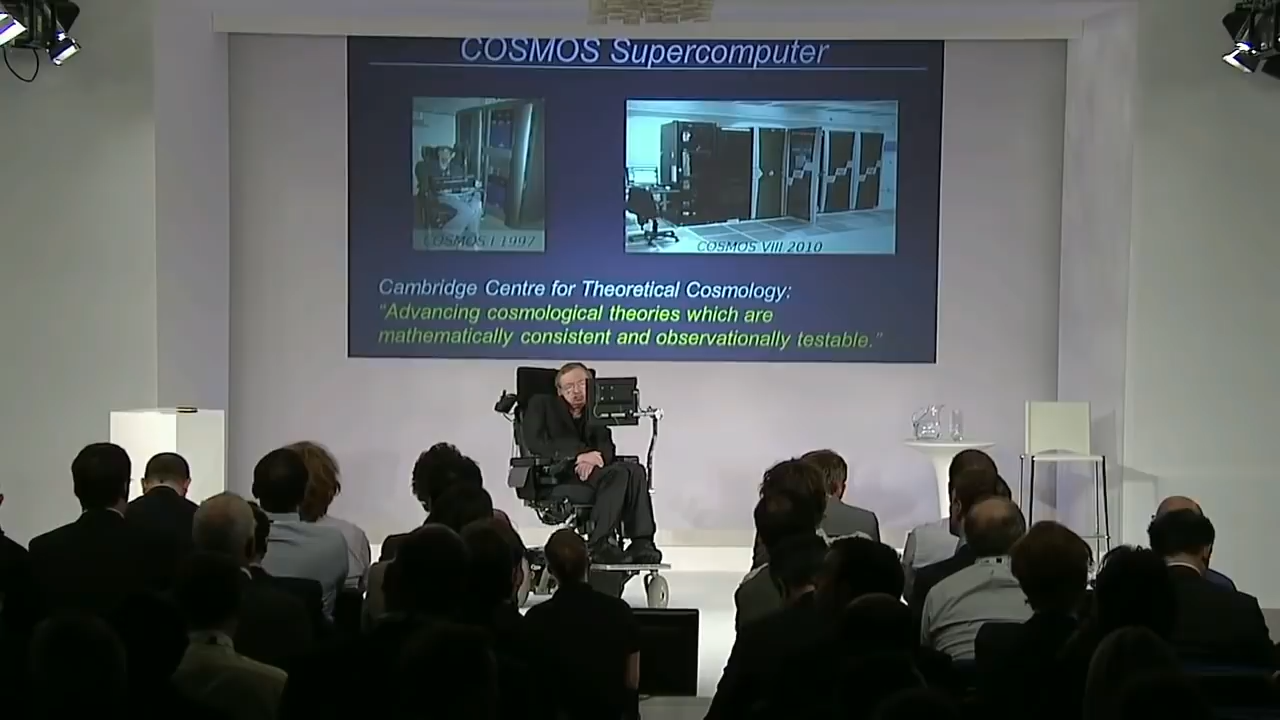 COSMOS Supercomputer
COSMOS I 1997
COSMOS VIII 2010
Cambridge Centre for Theoretical Cosmology:
"Advancing cosmological theories which are
mathematically consistent and observationally testable."